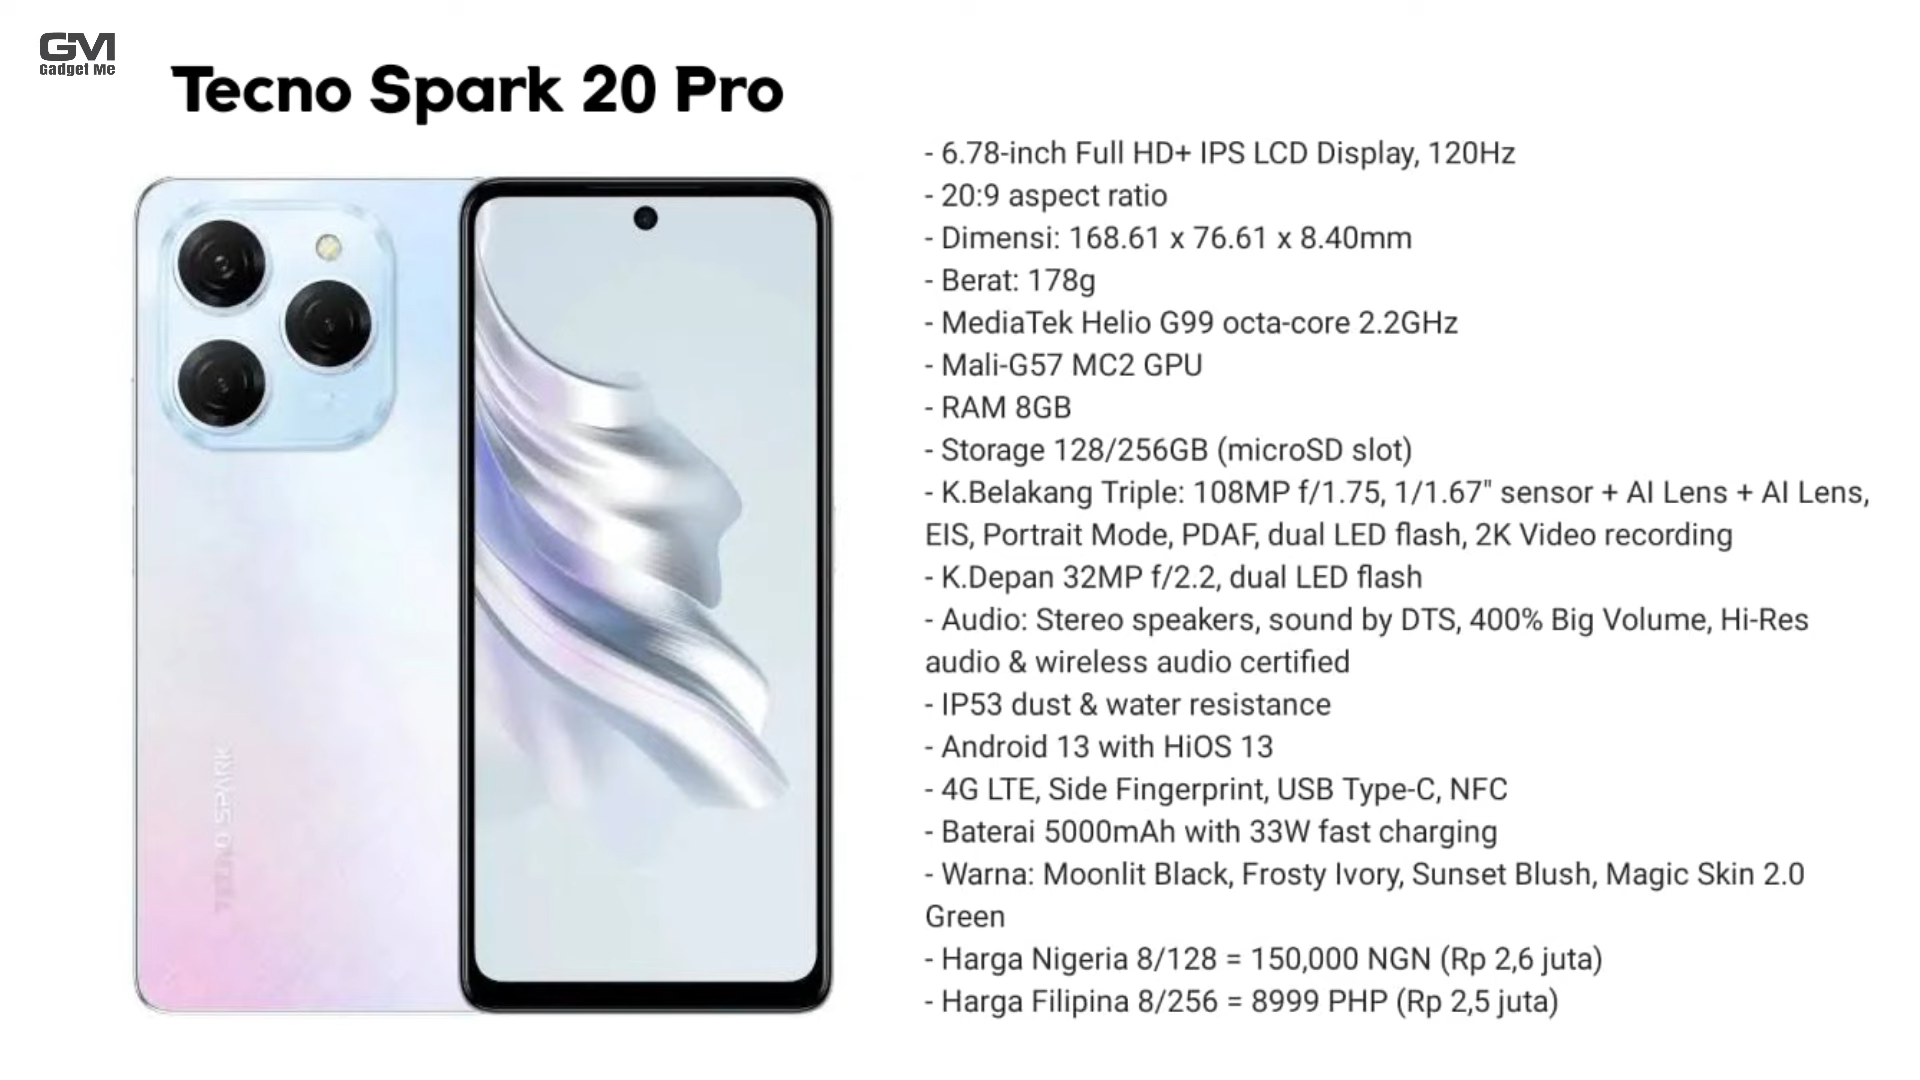 GM
Gadget Me
Tecno Spark 20 Pro
- 6.78-inch Full HD+ IPS LCD Display, 120Hz
- 20:9 aspect ratio
- Dimensi: 168.61 x 76.61 x 8.40mm
- Berat: 178g
- MediaTek Helio G99 octa-core 2.2GHz
- Mali-G57 MC2 GPU
- RAM 8GB
- Storage 128/256GB (microSD slot)
- K.Belakang Triple: 108MP f/1.75, 1/1.67" sensor + AI Lens + AI Lens,
EIS, Portrait Mode, PDAF, dual LED flash, 2K Video recording
- K.Depan 32MP f/2.2, dual LED flash
- Audio: Stereo speakers, sound by DTS, 400% Big Volume, Hi-Res
audio & wireless audio certified
- IP53 dust & water resistance
- Android 13 with HiOS 13
- 4G LTE, Side Fingerprint, USB Type-C, NFC
- Baterai 5000mAh with 33W fast charging
- Warna: Moonlit Black, Frosty Ivory, Sunset Blush, Magic Skin 2.0
Green
- Harga Nigeria 8/128 = 150,000 NGN (Rp 2,6 juta)
- Harga Filipina 8/256 = 8999 PHP (Rp 2,5 juta)
TECNO SPARK